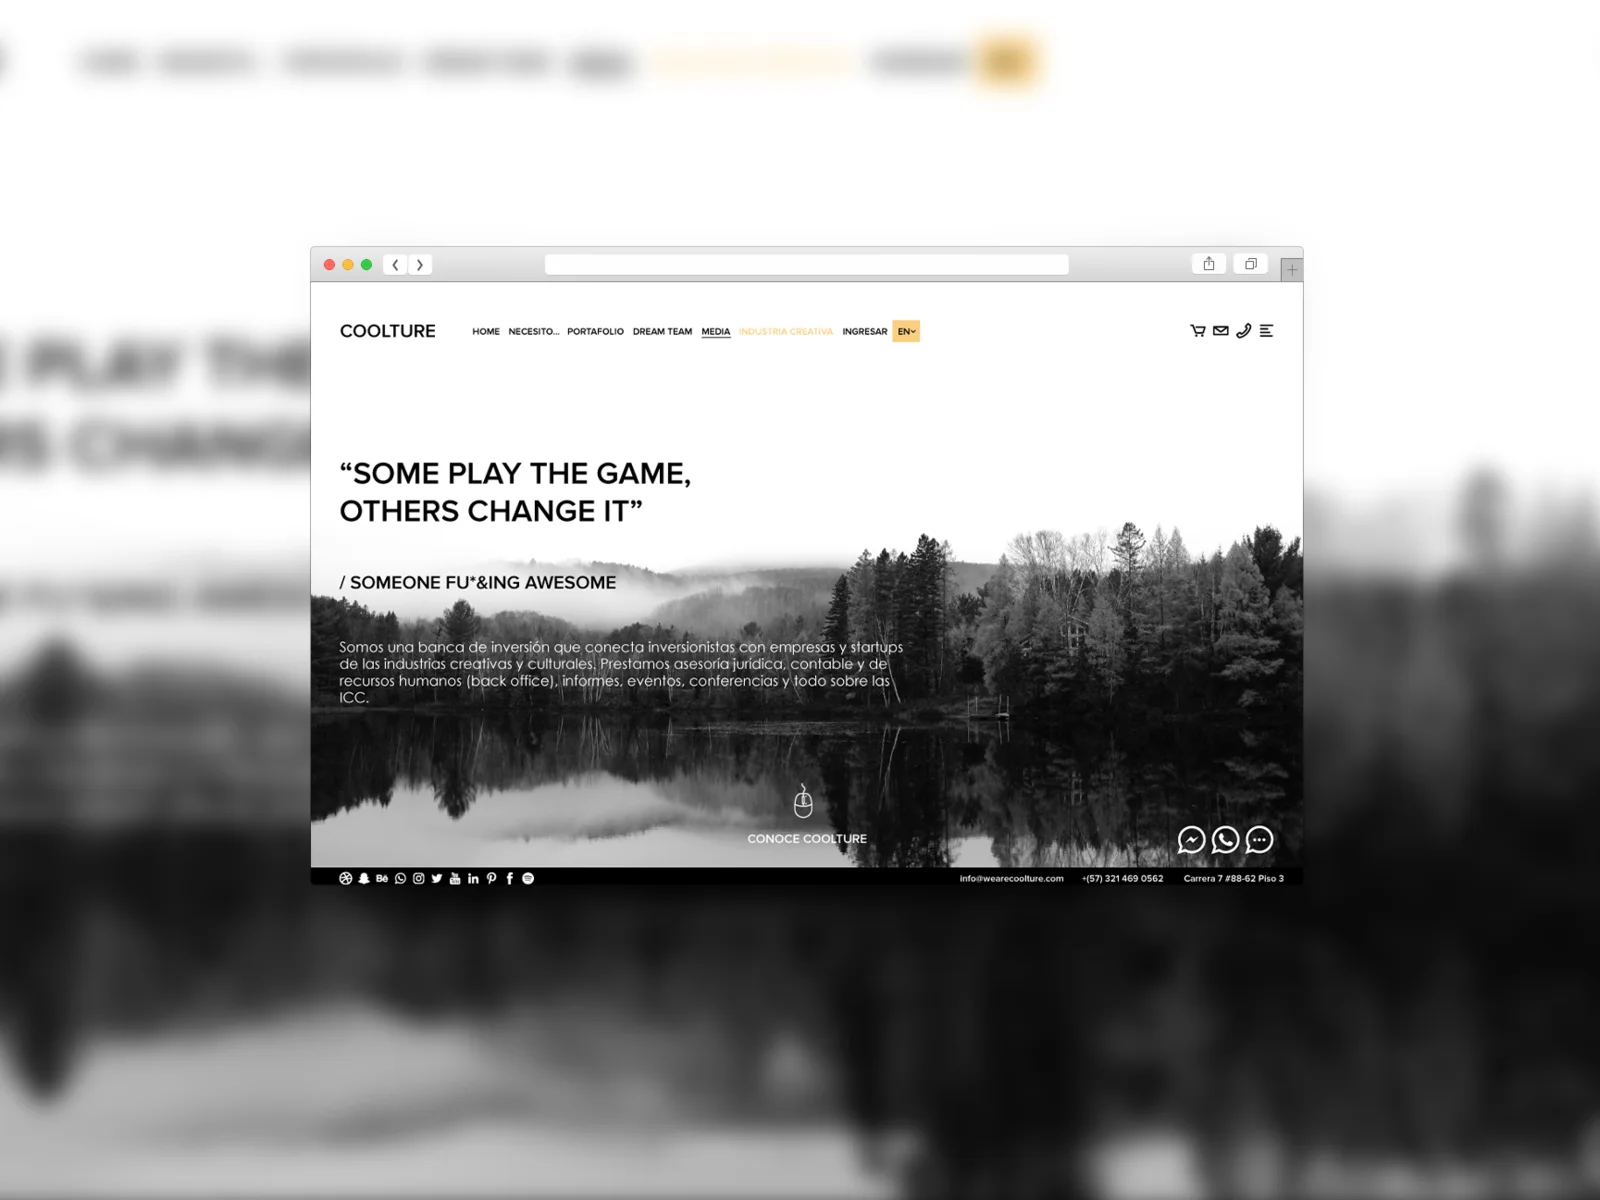 COOLTURE
HOME NECESITO... PORTAFOLIO DREAM TEAM MEDIA INDUSTRIA CREATIVA INGRESAR EN
“SOME PLAY THE GAME,
OTHERS CHANGE IT”
/ SOMEONE FU*&ING AWESOME
Somos una banca de inversión que conecta inversionistas con empresas y startups
de las industrias creativas y culturales. Prestamos asesoría jurídica, contable y de
recursos humanos (back office), informes, eventos, conferencias y todo sobre las
ICC.
CONOCE COOLTURE
Bē
You Tube
info@wearecoolture.com +(57) 321 469 0562 Carrera 7 #88-62 Piso 3